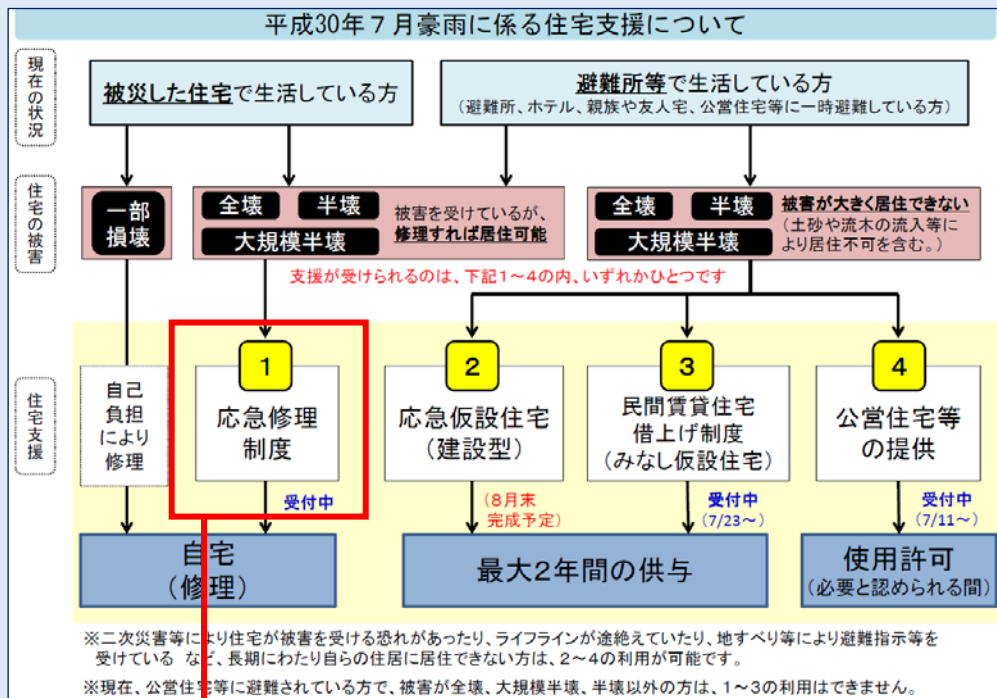 平成30年7月豪雨に係る住宅支援について
現在の状況
被災した住宅で生活している方
避難所等で生活している方
(避難所、ホテル、親族や友人宅、公営住宅等に一時避難している方)
住宅の被害
一部
損壊
全壊
半壊
大規模半壊
被害を受けているが、
修理すれば居住可能
全壊
半壊
大規模半壊
被害が大きく居住できない
(土砂や流木の流入等に
より居住不可を含む。)
支援が受けられるのは、下記1~4の内、いずれかひとつです
住宅支援
自己
負担
により
修理
1
応急修理
制度
受付中
2
応急仮設住宅
(建設型)
(8月末
完成予定)
3
民間賃貸住宅
借上げ制度
(みなし仮設住宅)
受付中
(7/23~)
4
公営住宅等
の提供
受付中
(7/11~)
自宅
(修理)
最大2年間の供与
使用許可
(必要と認められる間)
※二次災害等により住宅が被害を受ける恐れがあったり、ライフラインが途絶えていたり、地すべり等により避難指示等を
受けている など、長期にわたり自らの住居に居住できない方は、2~4の利用が可能です。
※現在、公営住宅等に避難されている方で、被害が全壊、大規模半壊、半壊以外の方は、1~3の利用はできません。